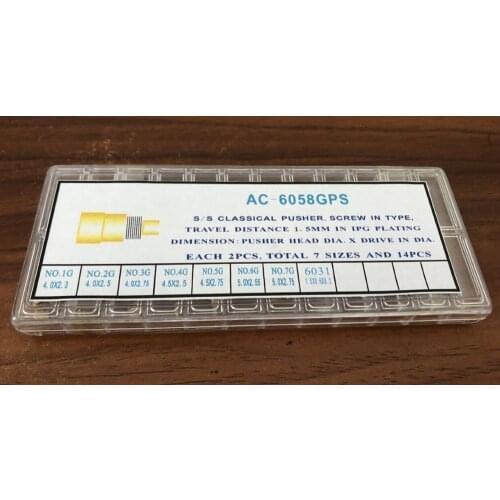 AC-6058GPS
S/S CLASSICAL PUSHER, SCREW IN TYPE,
TRAVEL DISTANCE 1.5MM IN IPG PLATING
DIMENSION:PUSHER HEAD DIA. X DRIVE IN DIA.
EACH 2PCS, TOTAL 7 SIZES AND 14PCS
NO.1G NO.2G NO.3G NO.4G NO.5G NO.6G NO.7G 6031
4.0X2.2 4.0X2.5 4.0X2.75 4.5X2.5 4.5X2.75 5.0X2.55 5.0X2.75